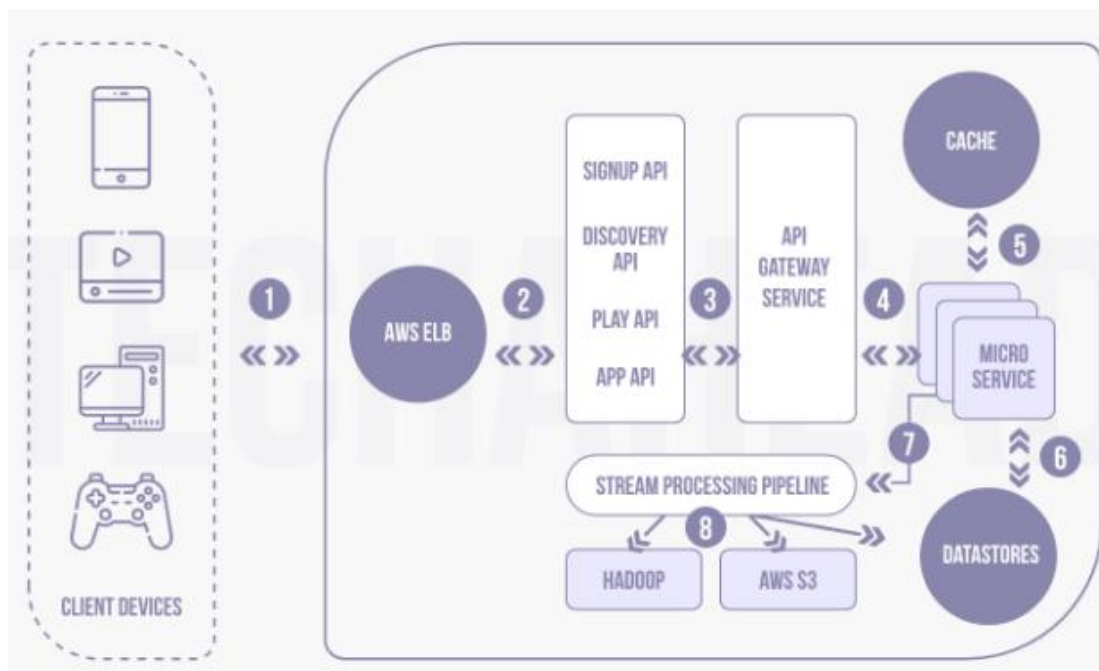 CLIENT DEVICES
1
AWS ELB
2
SIGNUP API
DISCOVERY
API
PLAY API
APP API
3
API
GATEWAY
SERVICE
4
CACHE
5
MICRO
SERVICE
6
DATASTORES
7
STREAM PROCESSING PIPELINE
8
HADOOP
AWS S3
TECHAHEAD